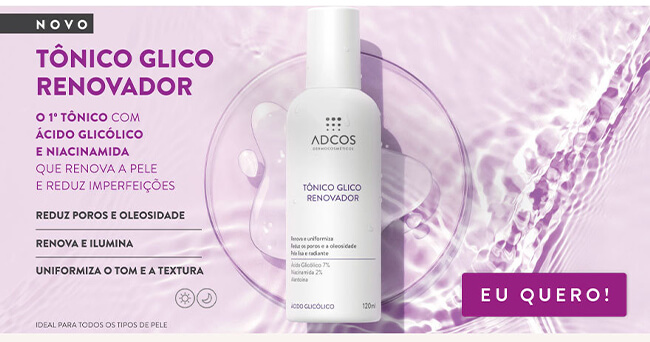 NOVO
TÔNICO GLICO
RENOVADOR
O 1º TÔNICO COM
ÁCIDO GLICÓLICO
E NIACINAMIDA
QUE RENOVA A PELE
E REDUZ IMPERFEIÇÕES
REDUZ POROS E OLEOSIDADE
RENOVA E ILUMINA
UNIFORMIZA O TOM E A TEXTURA
IDEAL PARA TODOS OS TIPOS DE PELE
ADCOS
DERMOCOSMÉTICOS
TÔNICO GLICO
RENOVADOR
Renova e uniformiza
Reduz os poros e a oleosidade
Pele lisa e radiante
Ácido Glicólico 7%
Niacinamida 2%
Alantoína
ÁCIDO GLICÓLICO 120ml
EU QUERO!